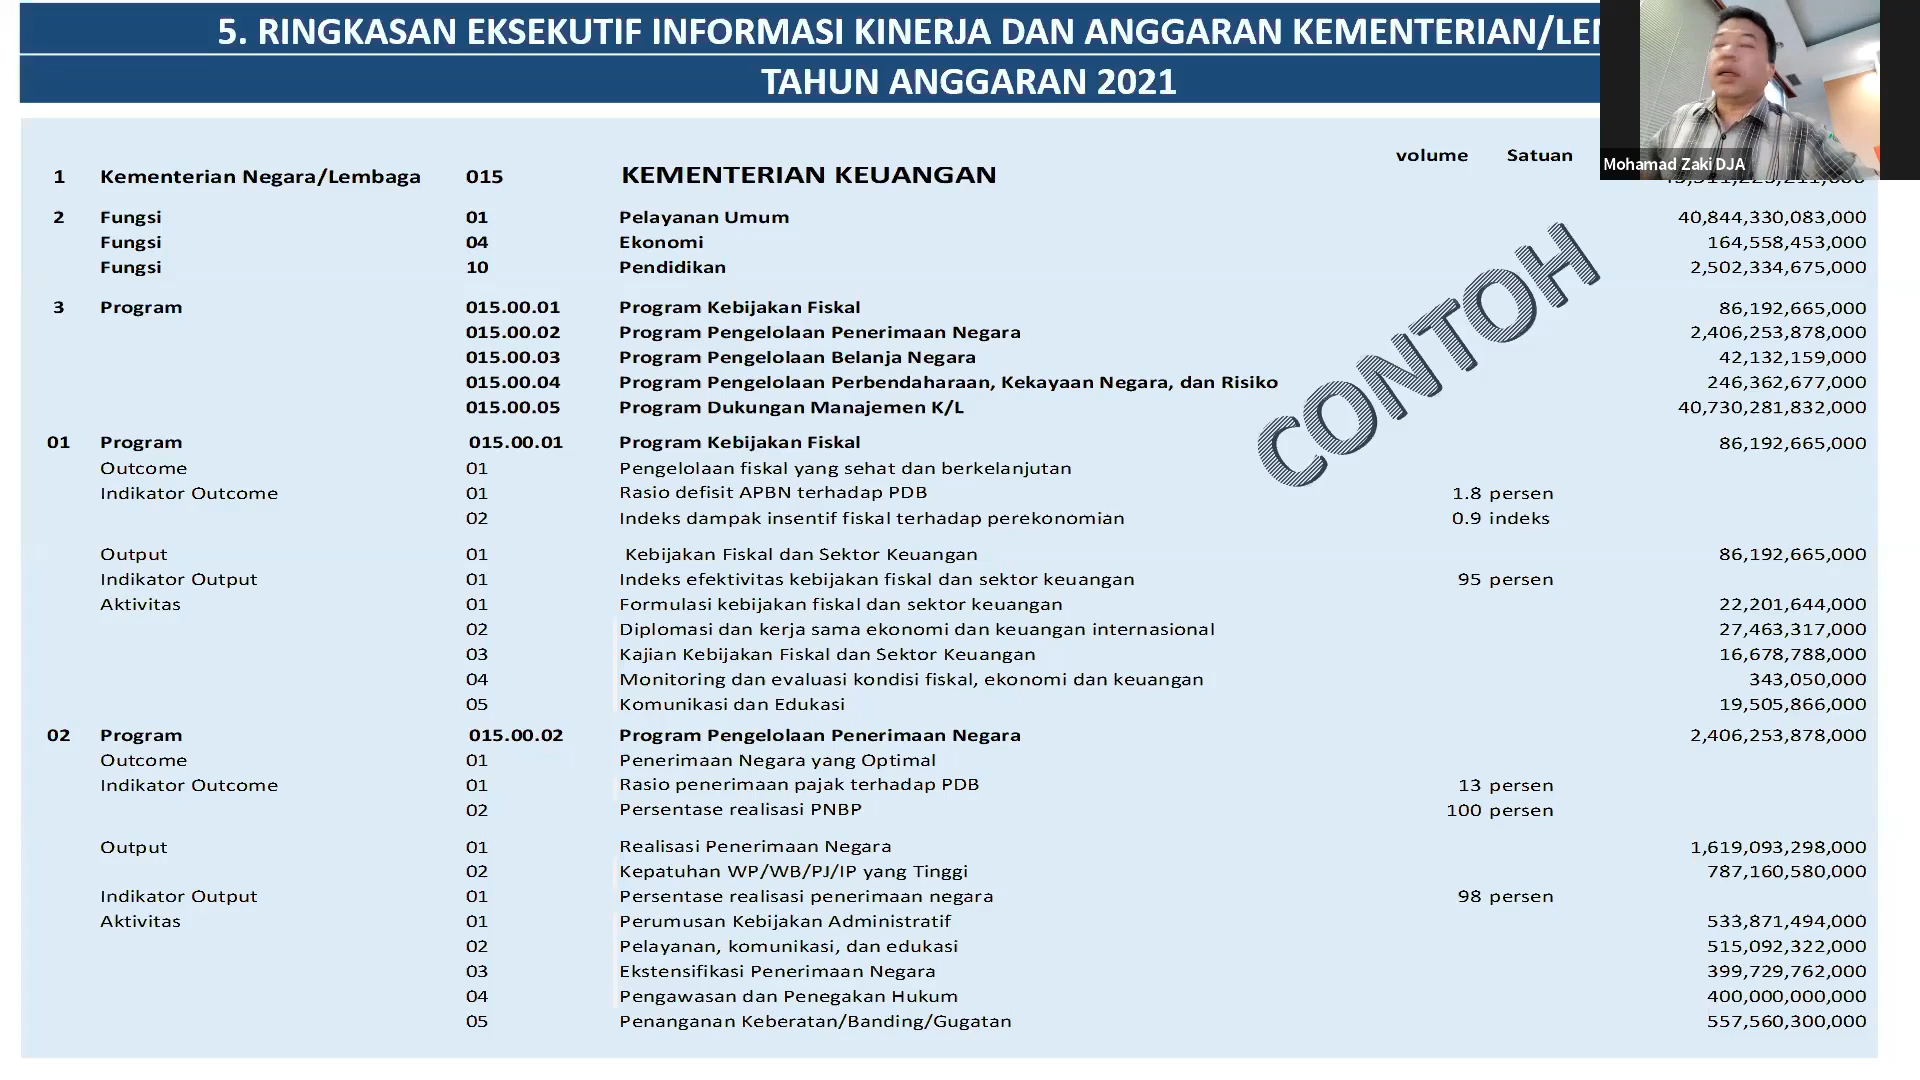 5. RINGKASAN EKSEKUTIF INFORMASI KINERJA DAN ANGGARAN
TAHUN ANGGARAN 2021
Mohamad Zaki DJA
volume Satuan
1 Kementerian Negara/Lembaga 015 KEMENTERIAN KEUANGAN
2 Fungsi 01 Pelayanan Umum 40,844,330,083,000
Fungsi 04 Ekonomi 164,558,453,000
Fungsi 10 Pendidikan 2,502,334,675,000
3 Program 015.00.01 Program Kebijakan Fiskal 86,192,665,000
015.00.02 Program Pengelolaan Penerimaan Negara 2,406,253,878,000
015.00.03 Program Pengelolaan Belanja Negara 42,132,159,000
015.00.04 Program Pengelolaan Perbendaharaan, Kekayaan Negara, dan Risiko 246,362,677,000
015.00.05 Program Dukungan Manajemen K/L 40,730,281,832,000
CONTOH
01 Program 015.00.01 Program Kebijakan Fiskal 86,192,665,000
Outcome 01 Pengelolaan fiskal yang sehat dan berkelanjutan
Indikator Outcome 01 Rasio defisit APBN terhadap PDB 1.8 persen
02 Indeks dampak insentif fiskal terhadap perekonomian 0.9 indeks
Output 01 Kebijakan Fiskal dan Sektor Keuangan 86,192,665,000
Indikator Output 01 Indeks efektivitas kebijakan fiskal dan sektor keuangan 95 persen
Aktivitas 01 Formulasi kebijakan fiskal dan sektor keuangan 22,201,644,000
02 Diplomasi dan kerja sama ekonomi dan keuangan internasional 27,463,317,000
03 Kajian Kebijakan Fiskal dan Sektor Keuangan 16,678,788,000
04 Monitoring dan evaluasi kondisi fiskal, ekonomi dan keuangan 343,050,000
05 Komunikasi dan Edukasi 19,505,866,000
02 Program 015.00.02 Program Pengelolaan Penerimaan Negara 2,406,253,878,000
Outcome 01 Penerimaan Negara yang Optimal
Indikator Outcome 01 Rasio penerimaan pajak terhadap PDB 13 persen
02 Persentase realisasi PNBP 100 persen
Output 01 Realisasi Penerimaan Negara 1,619,093,298,000
02 Kepatuhan WP/WB/PJ/IP yang Tinggi 787,160,580,000
Indikator Output 01 Persentase realisasi penerimaan negara 98 persen
Aktivitas 01 Perumusan Kebijakan Administratif 533,871,494,000
02 Pelayanan, komunikasi, dan edukasi 515,092,322,000
03 Ekstensifikasi Penerimaan Negara 399,729,762,000
04 Pengawasan dan Penegakan Hukum 400,000,000,000
05 Penanganan Keberatan/Banding/Gugatan 557,560,300,000